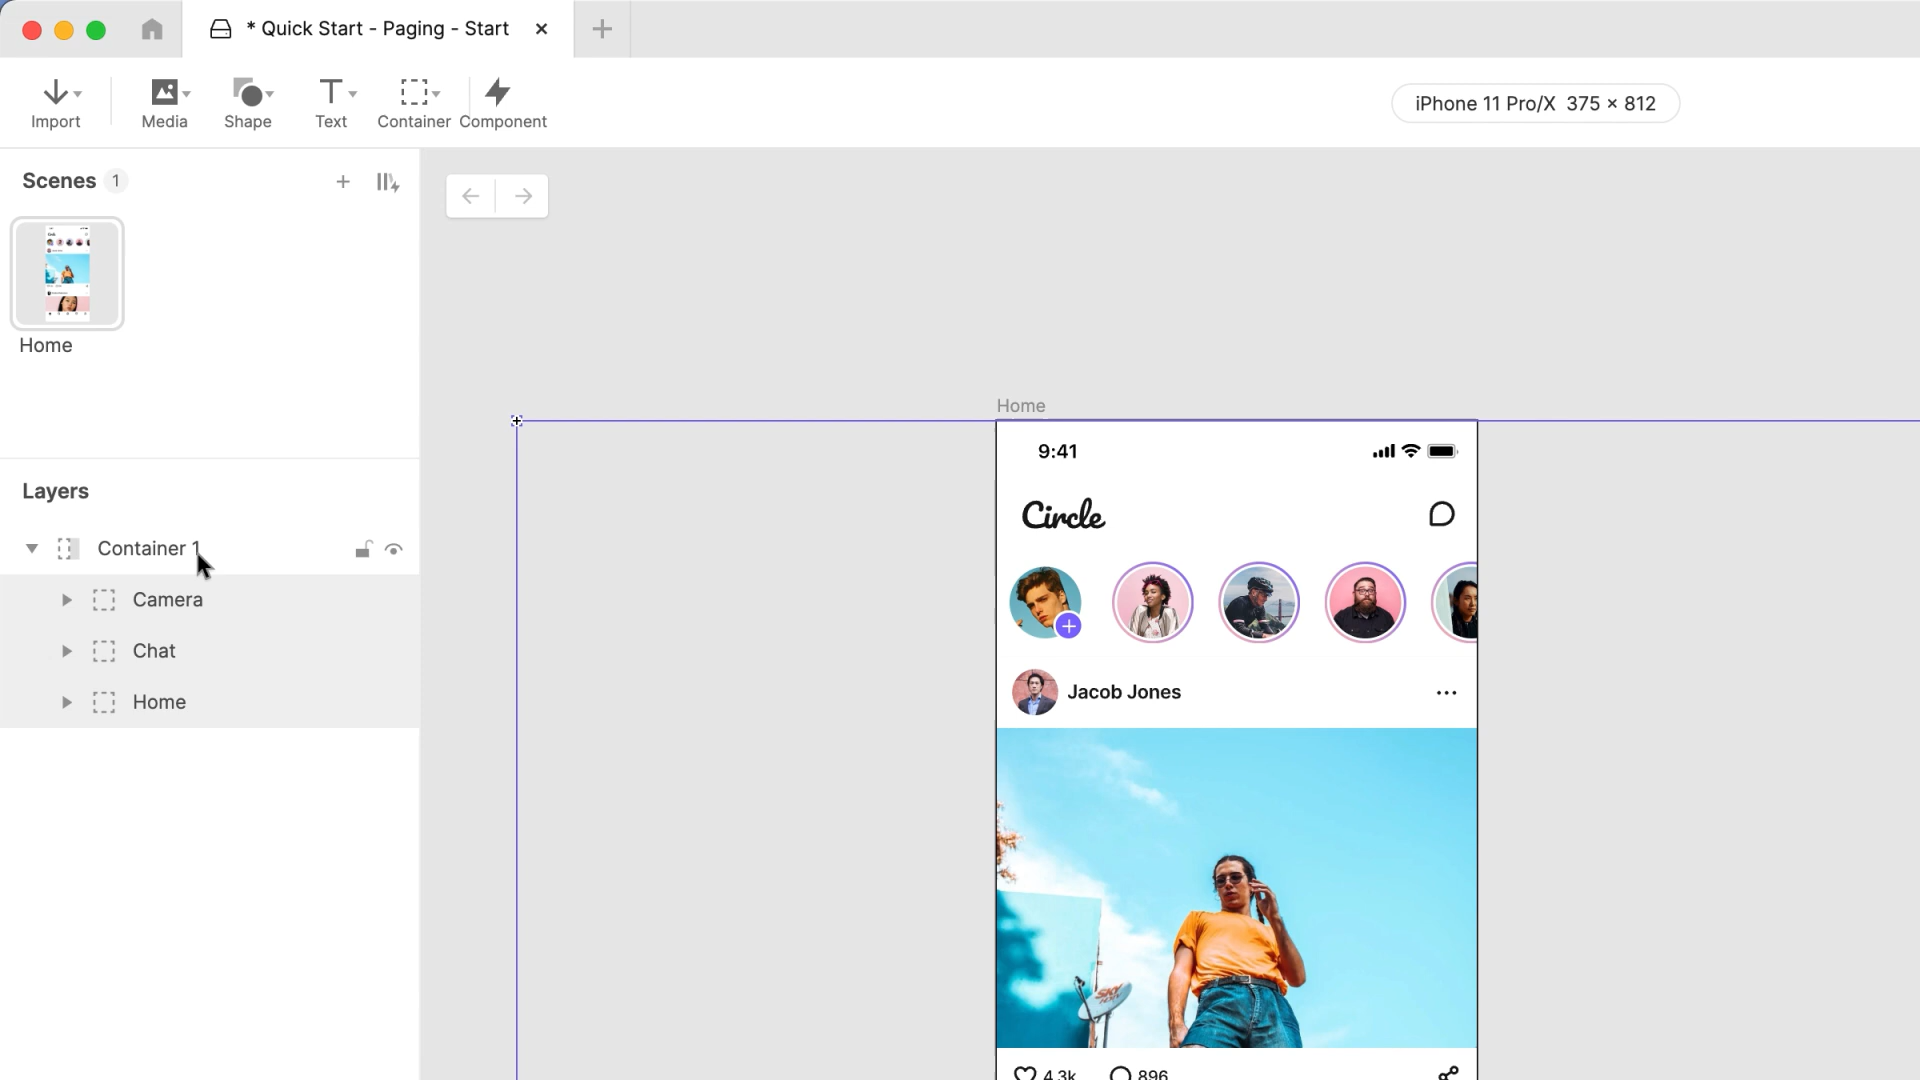 * Quick Start - Paging - Start
Import
Media
Shape
Text
Container
Component
iPhone 11 Pro/X 375 × 812
Scenes 1
Home
Layers
Container 1
Camera
Chat
Home
Home
9:41
Circle
Jacob Jones
SKY
4.3k
896